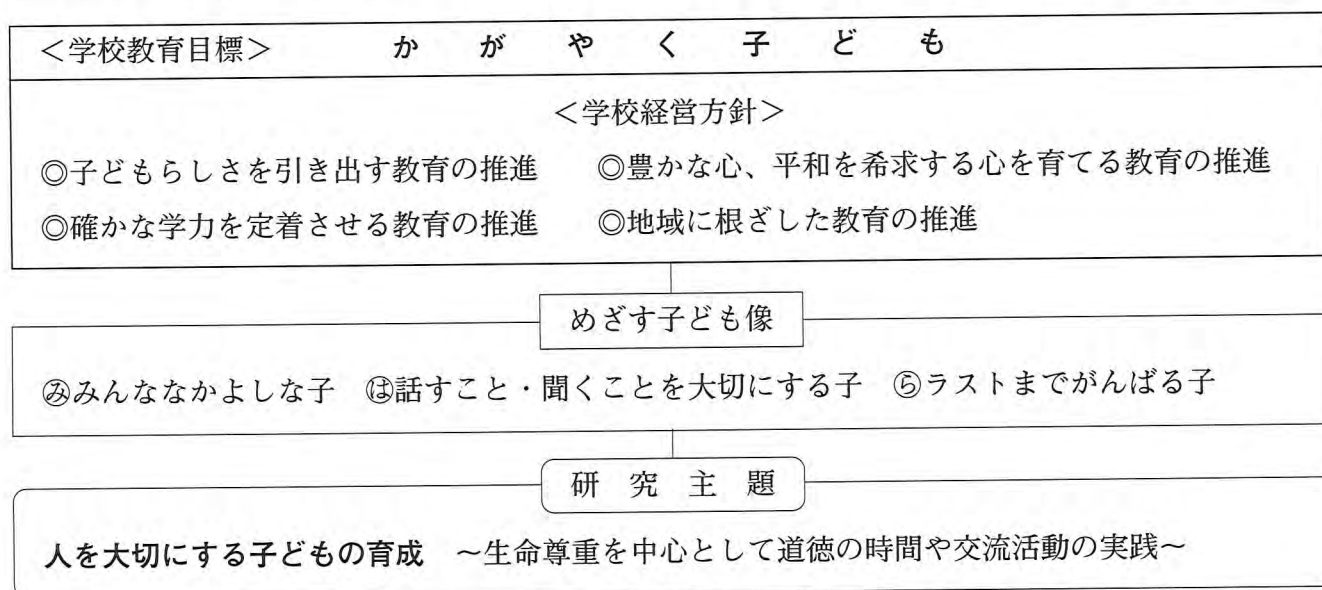 ＜学校教育目標＞　か が や く 子 ど も
＜学校経営方針＞
◎子どもらしさを引き出す教育の推進　◎豊かな心、平和を希求する心を育てる教育の推進
◎確かな学力を定着させる教育の推進　◎地域に根ざした教育の推進
めざす子ども像
㋯みんななかよしな子　㋩話すこと・聞くことを大切にする子　㋶ラストまでがんばる子
研 究 主 題
人を大切にする子どもの育成　～生命尊重を中心として道徳の時間や交流活動の実践～